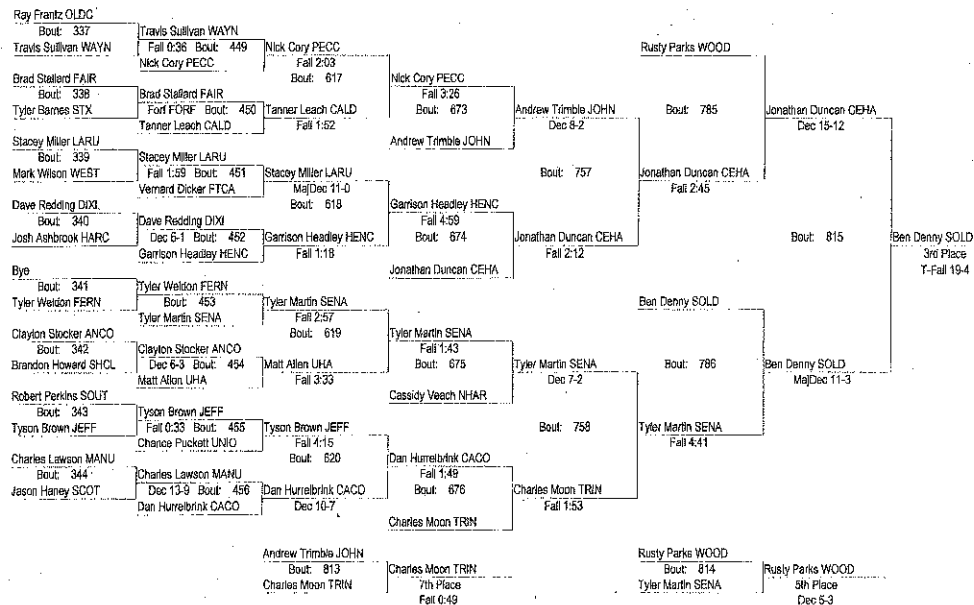 Ray Frantz OLDC
Bout: 337
Travis Sullivan WAYN
Brad Stallard FAIR
Bout: 338
Tyler Barnes STX
Stacey Miller LARU
Bout: 339
Mark Wilson WEST
Dave Redding DIXI
Bout: 340
Josh Ashbrook HARC
Bye
Bout: 341
Tyler Weldon FERN
Clayton Stocker ANCO
Bout: 342
Brandon Howard SHCL
Robert Perkins SOUT
Bout: 343
Tyson Brown JEFF
Charles Lawson MANU
Bout: 344
Jason Haney SCOT
Travis Sullivan WAYN
Fall 0:36 Bout: 449
Nick Cory PECC
Brad Stallard FAIR
Forf FORF Bout: 450
Tanner Leach CALD
Stacey Miller LARU
Fall 1:59 Bout: 451
Vernard Dicker FTCA
Dave Redding DIXI
Dec 6-1 Bout: 452
Garrison Headley HENC
Tyler Weldon FERN
Bout: 453
Tyler Martin SENA
Clayton Stocker ANCO
Dec 6-3 Bout: 454
Matt Allen UHA
Tyson Brown JEFF
Fall 0:33 Bout: 455
Chance Puckett UNIO
Charles Lawson MANU
Dec 13-9 Bout: 456
Dan Hurrelbrink CACO
Nick Cory PECC
Fall 2:03
Bout: 617
Tanner Leach CALD
Fall 1:52
Stacey Miller LARU
MajDec 11-0
Bout: 618
Garrison Headley HENC
Fall 1:18
Tyler Martin SENA
Fall 2:57
Bout: 619
Matt Allen UHA
Fall 3:33
Tyson Brown JEFF
Fall 4:15
Bout: 620
Dan Hurrelbrink CACO
Dec 10-7
Nick Cory PECC
Fall 3:26
Bout: 673
Andrew Trimble JOHN
Garrison Headley HENC
Fall 4:59
Bout: 674
Jonathan Duncan CEHA
Tyler Martin SENA
Fall 1:43
Bout: 675
Cassidy Veach NHAR
Dan Hurrelbrink CACO
Fall 1:49
Bout: 676
Charles Moon TRIN
Andrew Trimble JOHN
Dec 8-2
Bout: 757
Jonathan Duncan CEHA
Fall 2:12
Tyler Martin SENA
Dec 7-2
Bout: 758
Charles Moon TRIN
Fall 1:53
Rusty Parks WOOD
Bout: 785
Jonathan Duncan CEHA
Fall 2:45
Ben Denny SOLD
Bout: 786
Tyler Martin SENA
Fall 4:41
Jonathan Duncan CEHA
Dec 15-12
Bout: 815
Ben Denny SOLD
MajDec 11-3
Ben Denny SOLD
3rd Place
T-Fall 19-4
Andrew Trimble JOHN
Bout: 813
Charles Moon TRIN
Charles Moon TRIN
7th Place
Fall 0:49
Rusty Parks WOOD
Bout: 814
Tyler Martin SENA
Rusty Parks WOOD
5th Place
Dec 5-3